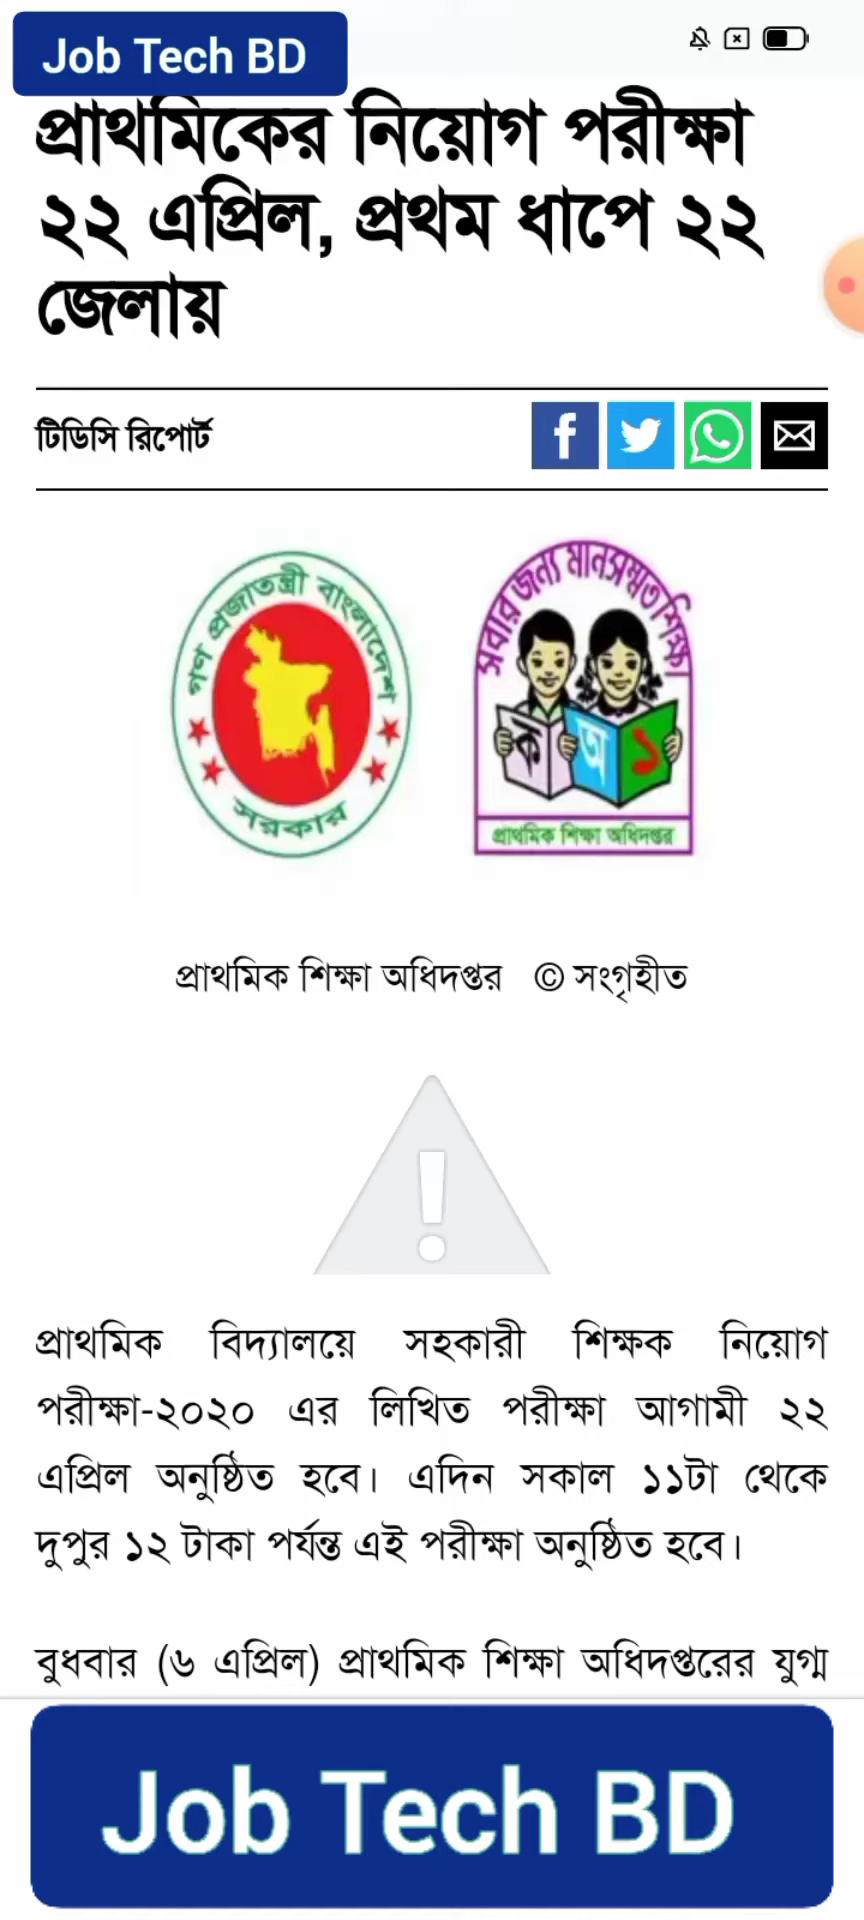 Job Tech BD
প্রাথমিকের নিয়োগ পরীক্ষা
২২ এপ্রিল, প্রথম ধাপে ২২
জেলায়
টিডিসি রিপোর্ট
গণ প্রজাতন্ত্রী বাংলাদেশ
সরকার
সবার জন্য মানসম্মত শিক্ষা
ক অ ১
প্রাথমিক শিক্ষা অধিদপ্তর
প্রাথমিক শিক্ষা অধিদপ্তর © সংগৃহীত
প্রাথমিক বিদ্যালয়ে সহকারী শিক্ষক নিয়োগ
পরীক্ষা-২০২০ এর লিখিত পরীক্ষা আগামী ২২
এপ্রিল অনুষ্ঠিত হবে। এদিন সকাল ১১টা থেকে
দুপুর ১২ টাকা পর্যন্ত এই পরীক্ষা অনুষ্ঠিত হবে।
বুধবার (৬ এপ্রিল) প্রাথমিক শিক্ষা অধিদপ্তরের যুগ্ম
Job Tech BD